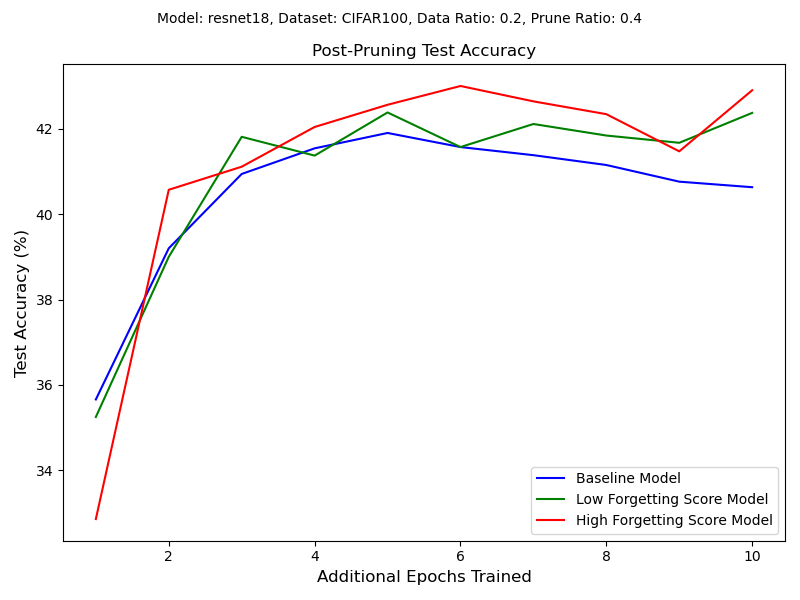 Model: resnet18, Dataset: CIFAR100, Data Ratio: 0.2, Prune Ratio: 0.4
Post-Pruning Test Accuracy
Test Accuracy (%)
42
40
38
36
34
Baseline Model
Low Forgetting Score Model
High Forgetting Score Model
2 4 6 8 10
Additional Epochs Trained